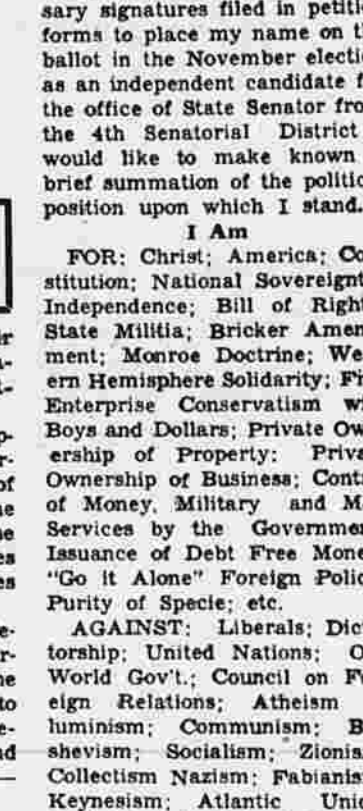 sary signatures filed in petiti
forms to place my name on th
ballot in the November electi
as an independent candidate f
the office of State Senator fro
the 4th Senatorial District
would like to make known
brief summation of the politic
position upon which I stand.
I Am
FOR: Christ; America; Co
stitution; National Sovereignt
Independence; Bill of Right
State Militia; Bricker Amen
ment; Monroe Doctrine; We
ern Hemisphere Solidarity; Fr
Enterprise Conservatism wi
Boys and Dollars; Private Ow
ership of Property; Priva
Ownership of Business; Cont
of Money, Military and M
Services by the Governmen
Issuance of Debt Free Mone
"Go it Alone" Foreign Polic
Purity of Specie; etc.
AGAINST: Liberals; Dic
torship; United Nations; O
World Gov't.; Council on F
eign Relations; Atheism
luminism; Communism; B
shevism; Socialism; Zionis
Collectism Nazism; Fabianis
Keynesism; Atlantic Unio